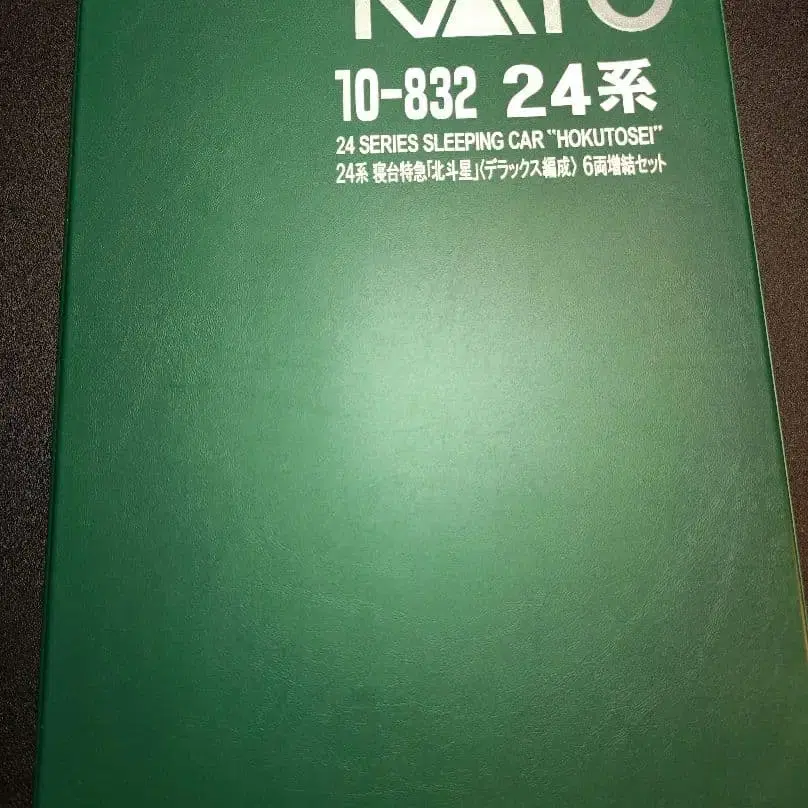 KATO
10-832 24系
24 SERIES SLEEPING CAR "HOKUTOSEI"
24系 寝台特急「北斗星」〈デラックス編成〉 6両増結セット